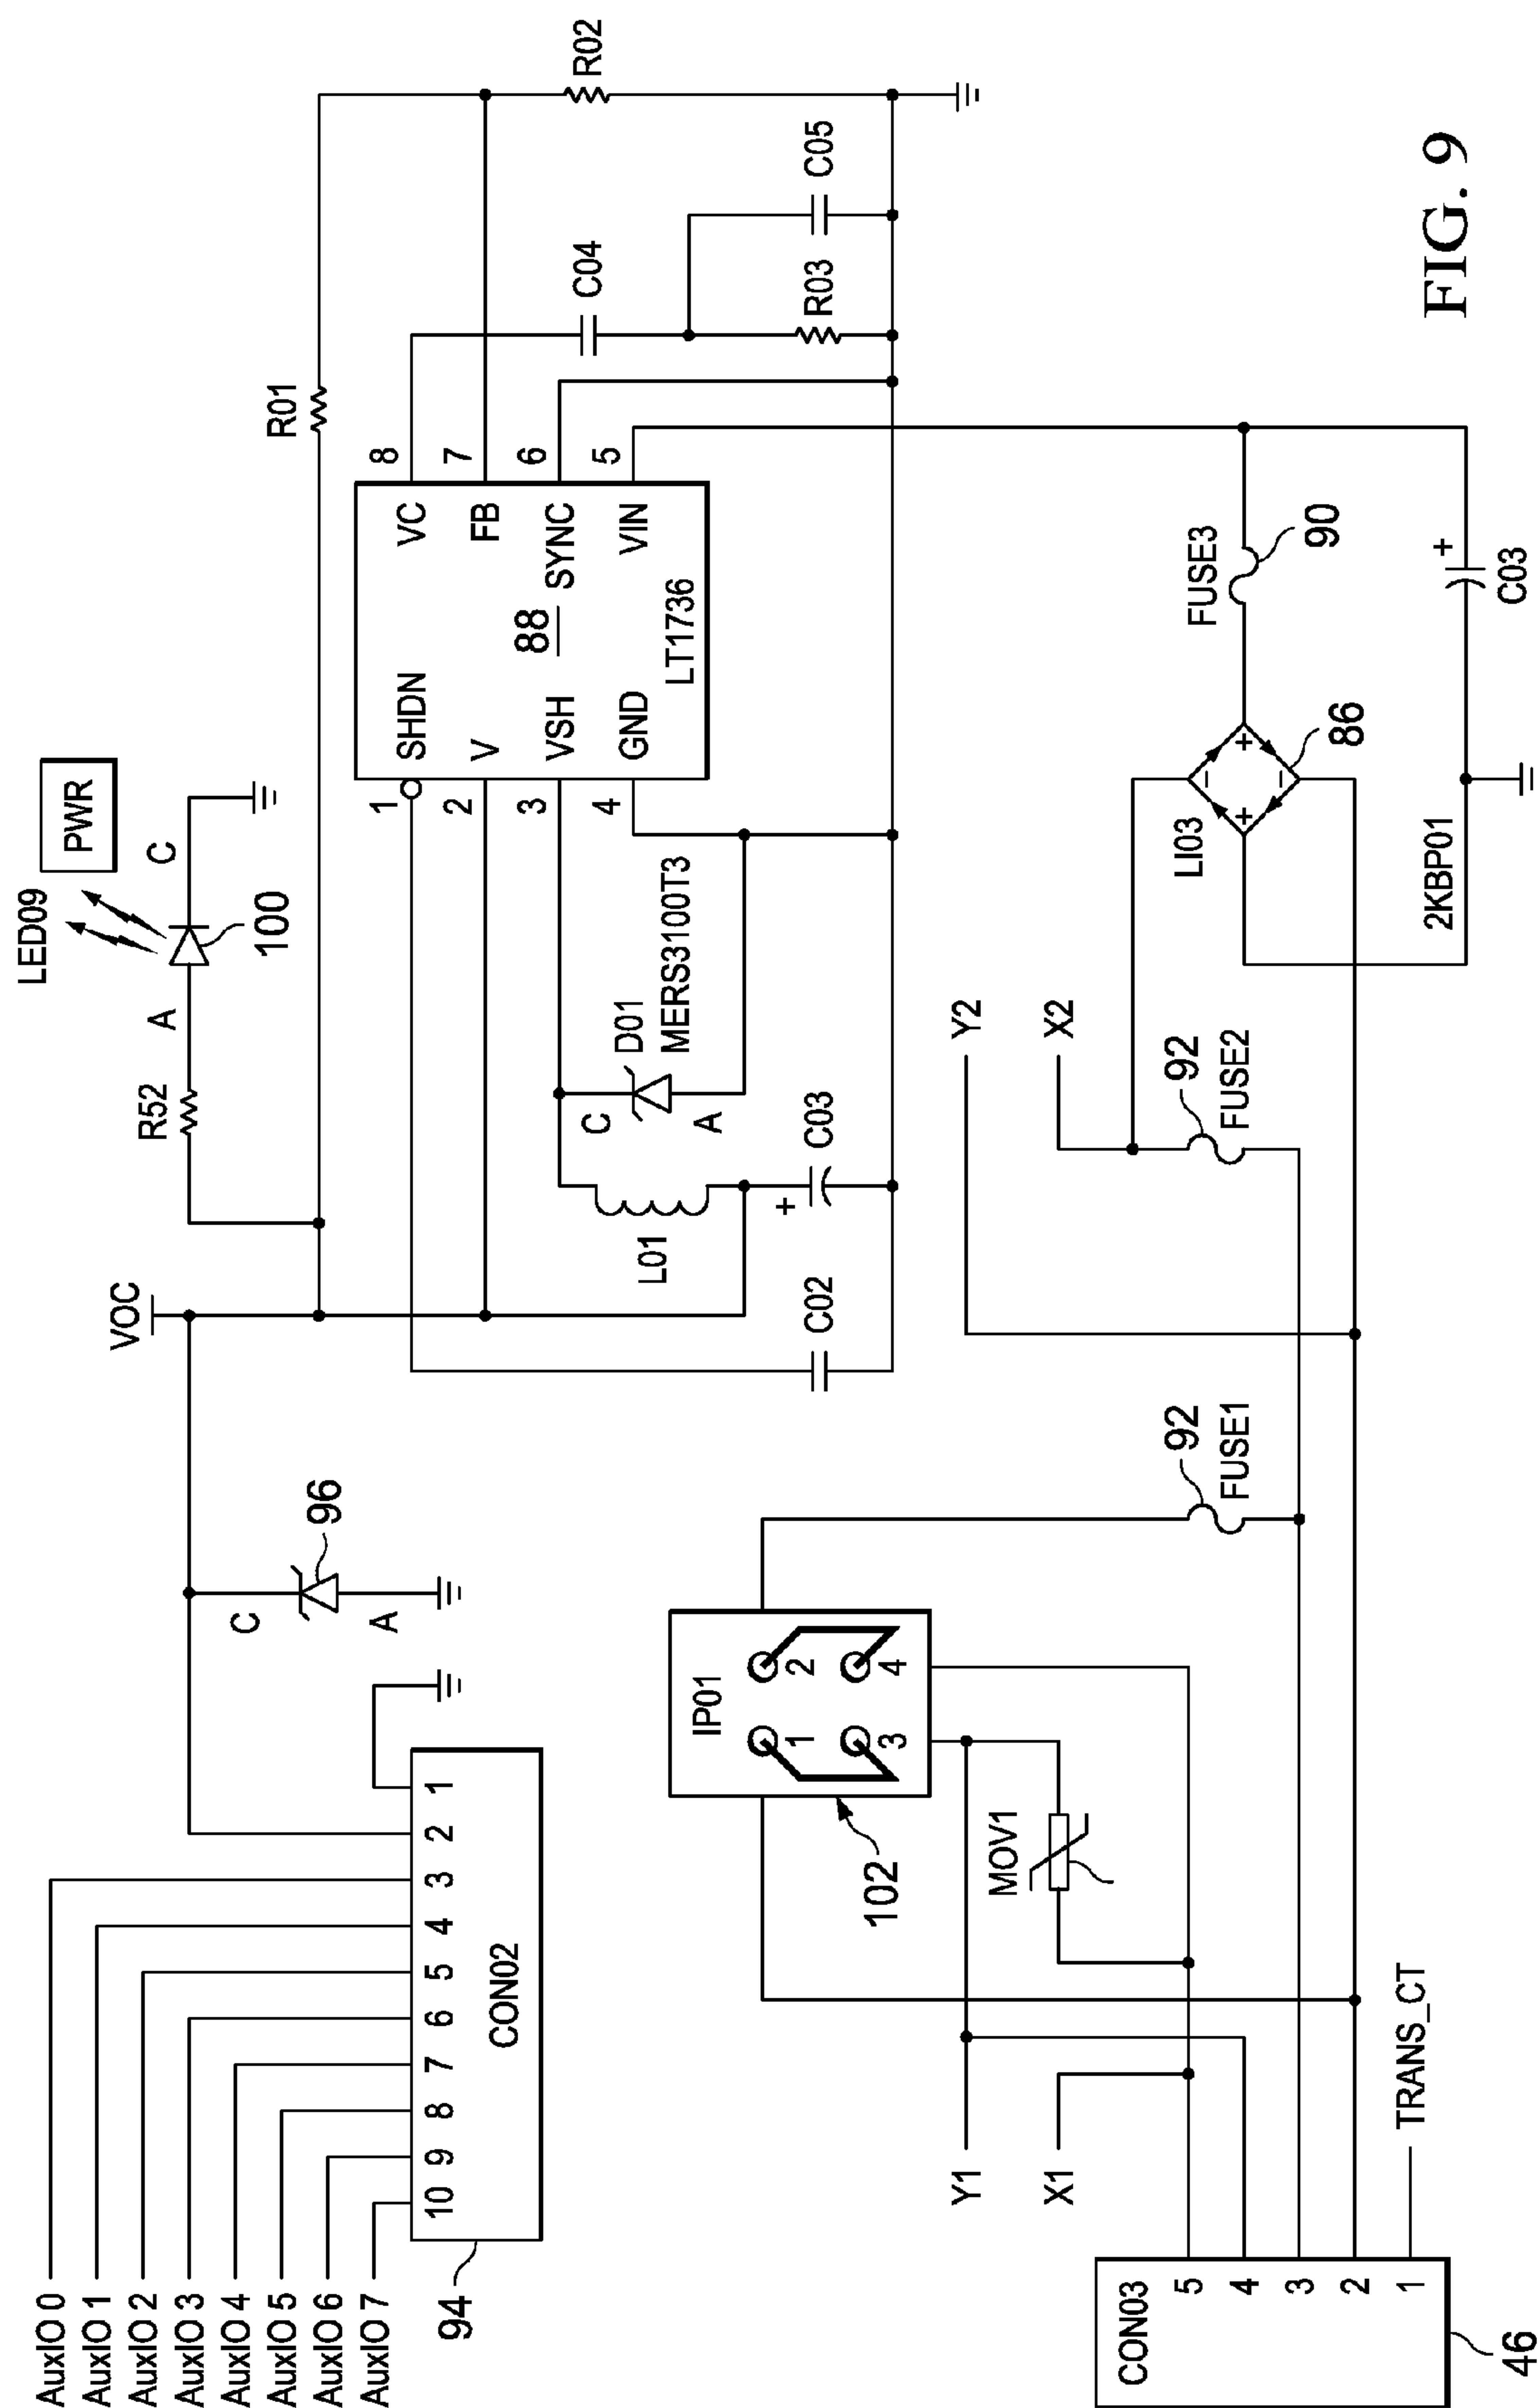 AuxIO 0
AuxIO 1
AuxIO 2
AuxIO 3
AuxIO 4
AuxIO 5
AuxIO 6
AuxIO 7
10 9 8 7 6 5 4 3 2 1
CON02
94
C
A
96
VOC
R52
A
C
LED09
100
PWR
R01
R02
1
SHDN
2
V
3
VSH
4
GND
88
LT1736
VC
8
FB
7
SYNC
6
VIN
5
C04
C05
R03
C
D01
A
MERS3100T3
L01
+
C03
C02
IP01
1
2
3
4
102
MOV1
Y1
X1
92
FUSE1
Y2
X2
92
FUSE2
LI03
+
-
+
-
86
2KBP01
FUSE3
90
+
C03
CON03
5
4
3
2
1
46
TRANS_CT
FIG. 9